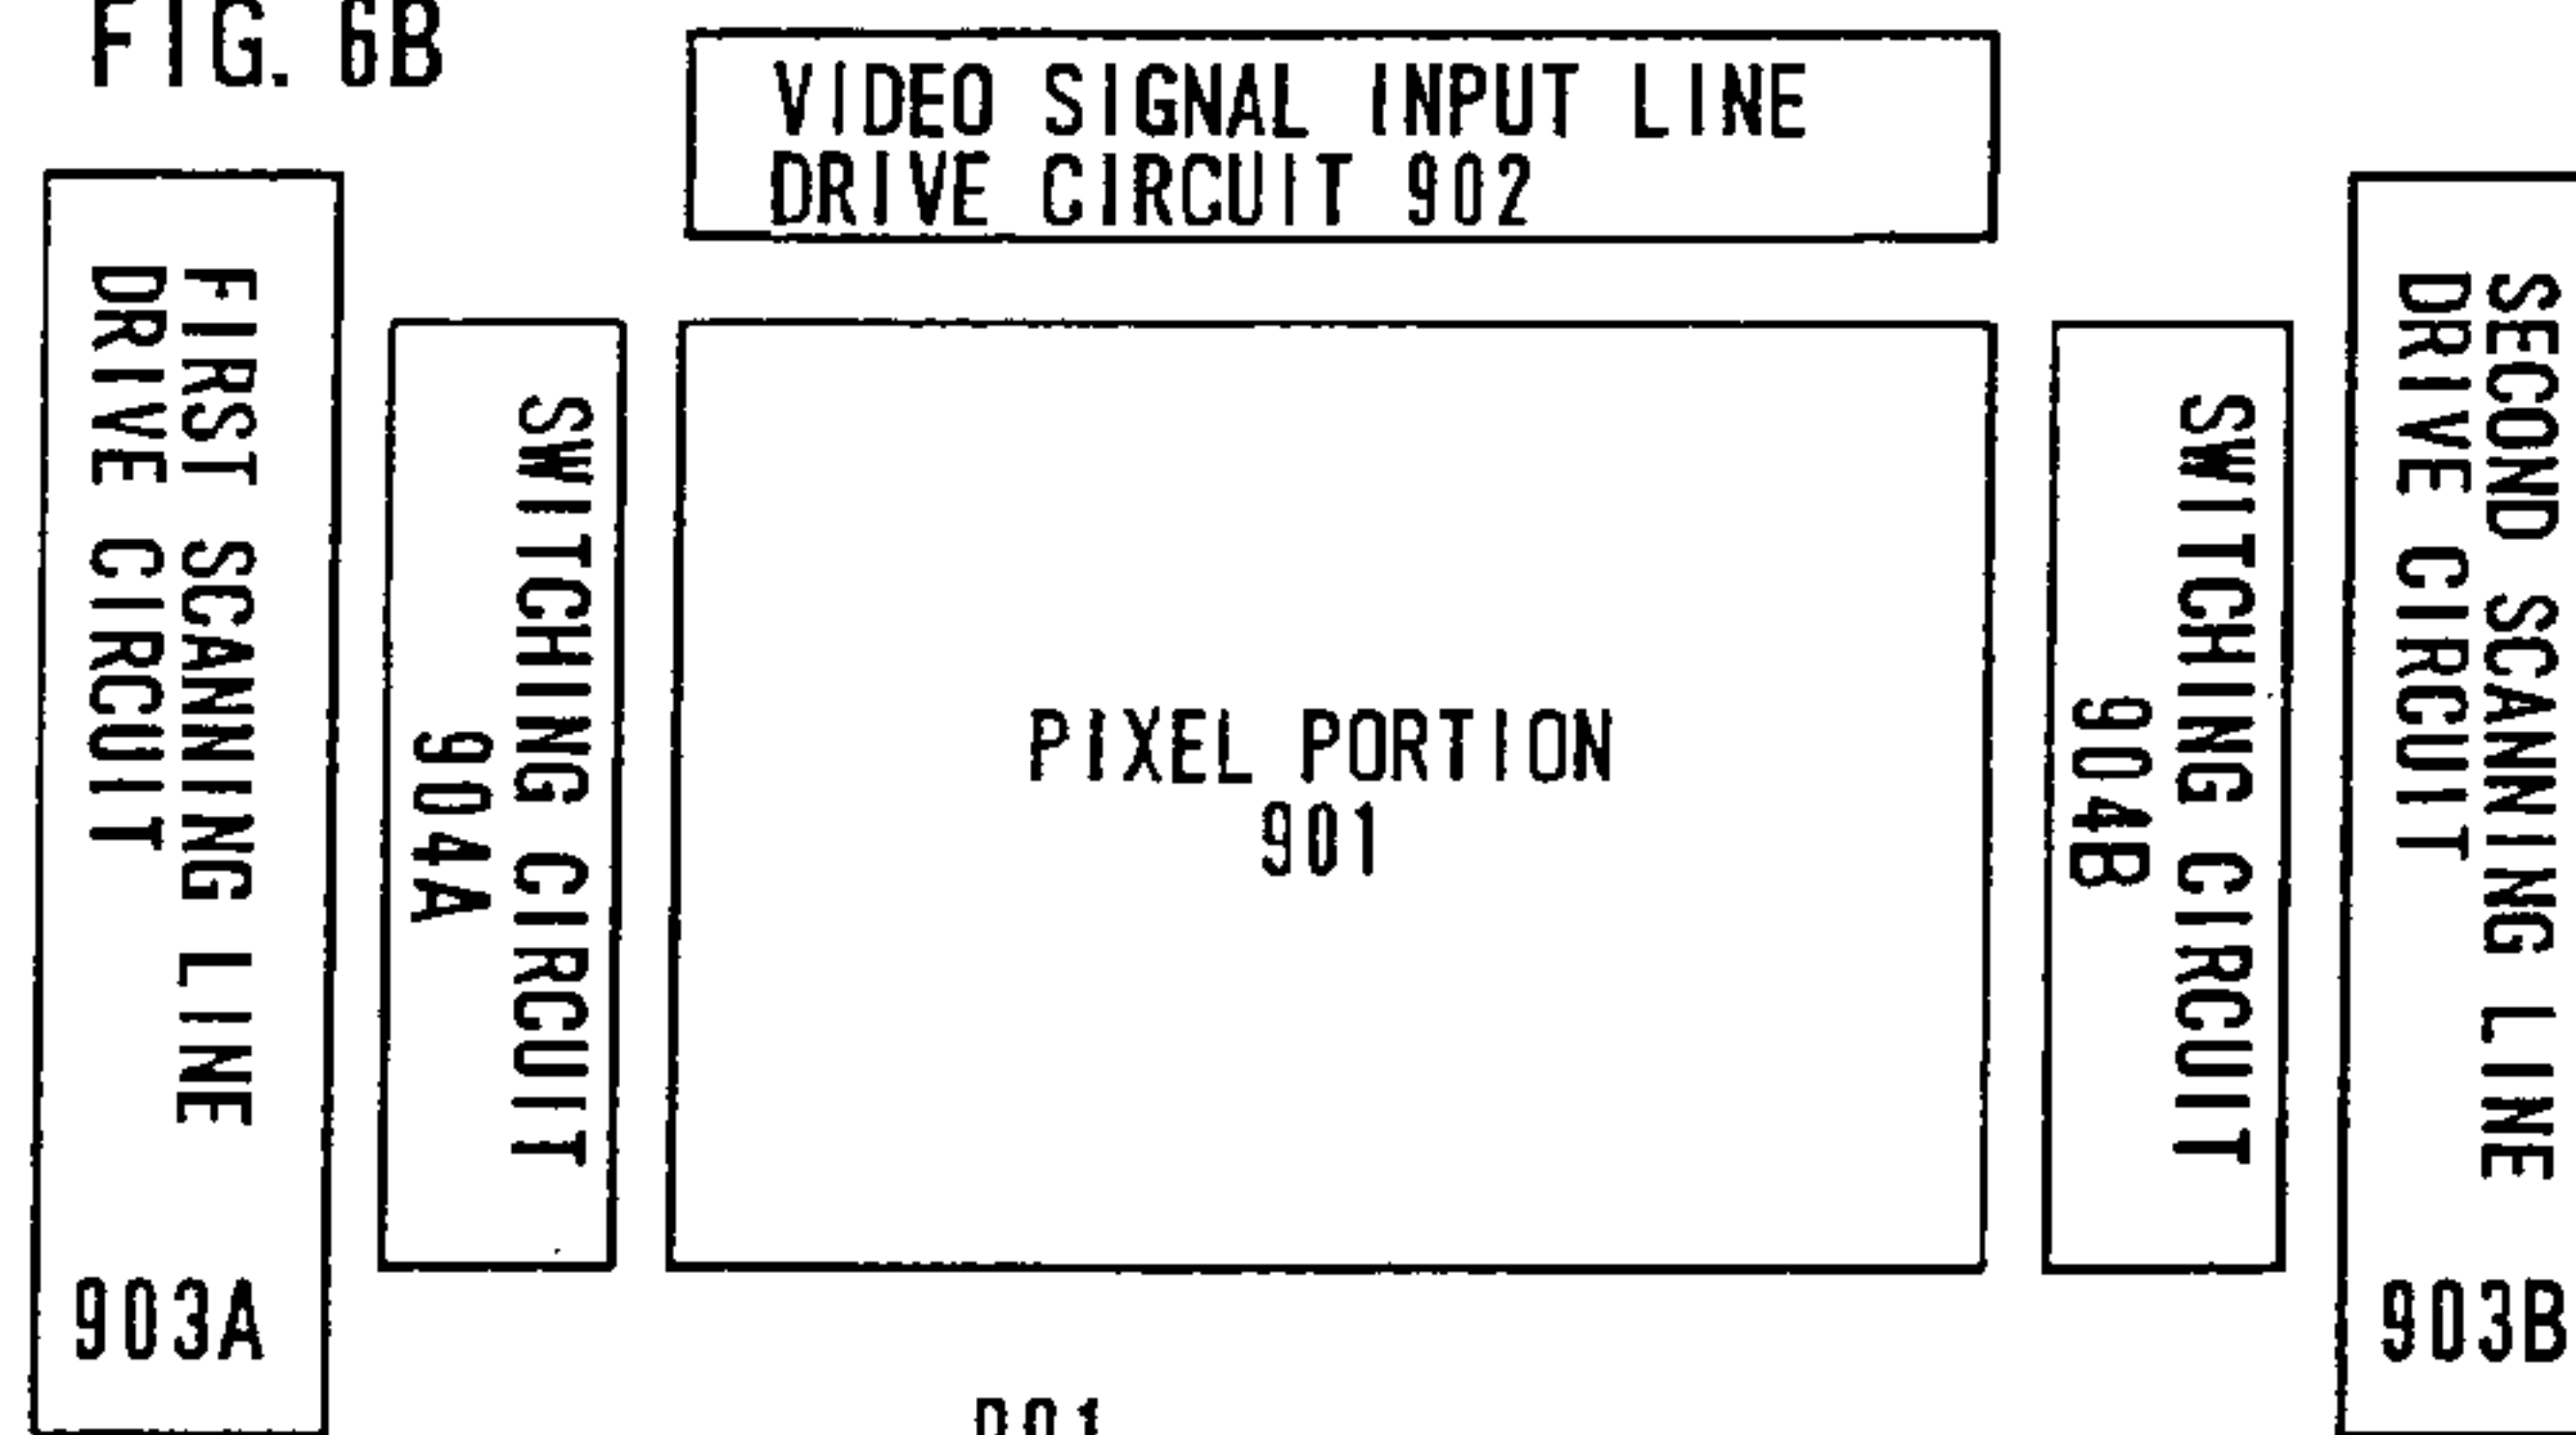 FIG. 6B
VIDEO SIGNAL INPUT LINE
DRIVE CIRCUIT 902
FIRST SCANNING LINE
DRIVE CIRCUIT
903A
SWITCHING CIRCUIT
904A
PIXEL PORTION
901
SWITCHING CIRCUIT
904B
SECOND SCANNING LINE
DRIVE CIRCUIT
903B